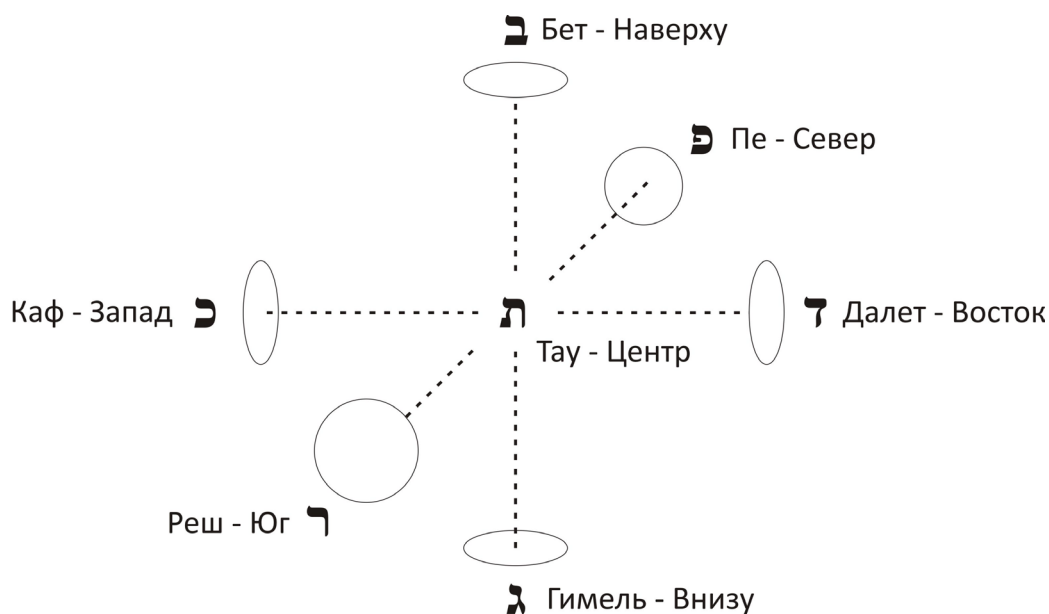 ב Бет - Наверху
פּ Пе - Север
Каф - Запад כ
ת
ד Далет - Восток
Тау - Центр
Реш - Юг ר
ג Гимель - Внизу